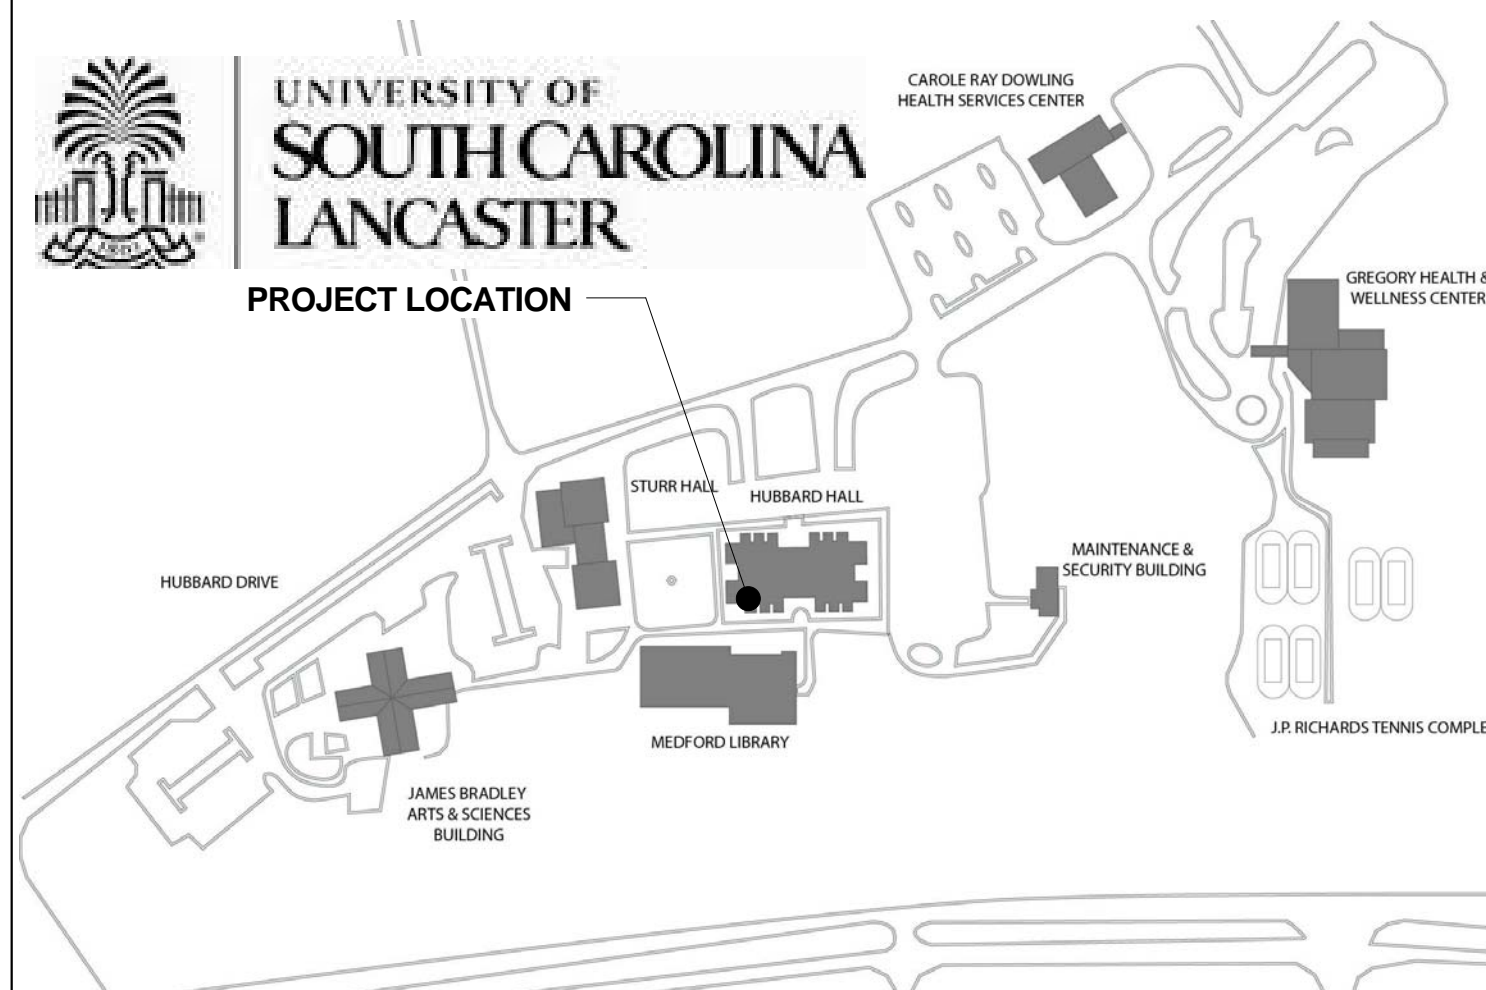 UNIVERSITY OF
SOUTH CAROLINA
LANCASTER
CAROLE RAY DOWLING
HEALTH SERVICES CENTER
GREGORY HEALTH &
WELLNESS CENTER
PROJECT LOCATION
STURR HALL
HUBBARD HALL
MAINTENANCE &
SECURITY BUILDING
HUBBARD DRIVE
MEDFORD LIBRARY
J.P. RICHARDS TENNIS COMPLE
JAMES BRADLEY
ARTS & SCIENCES
BUILDING